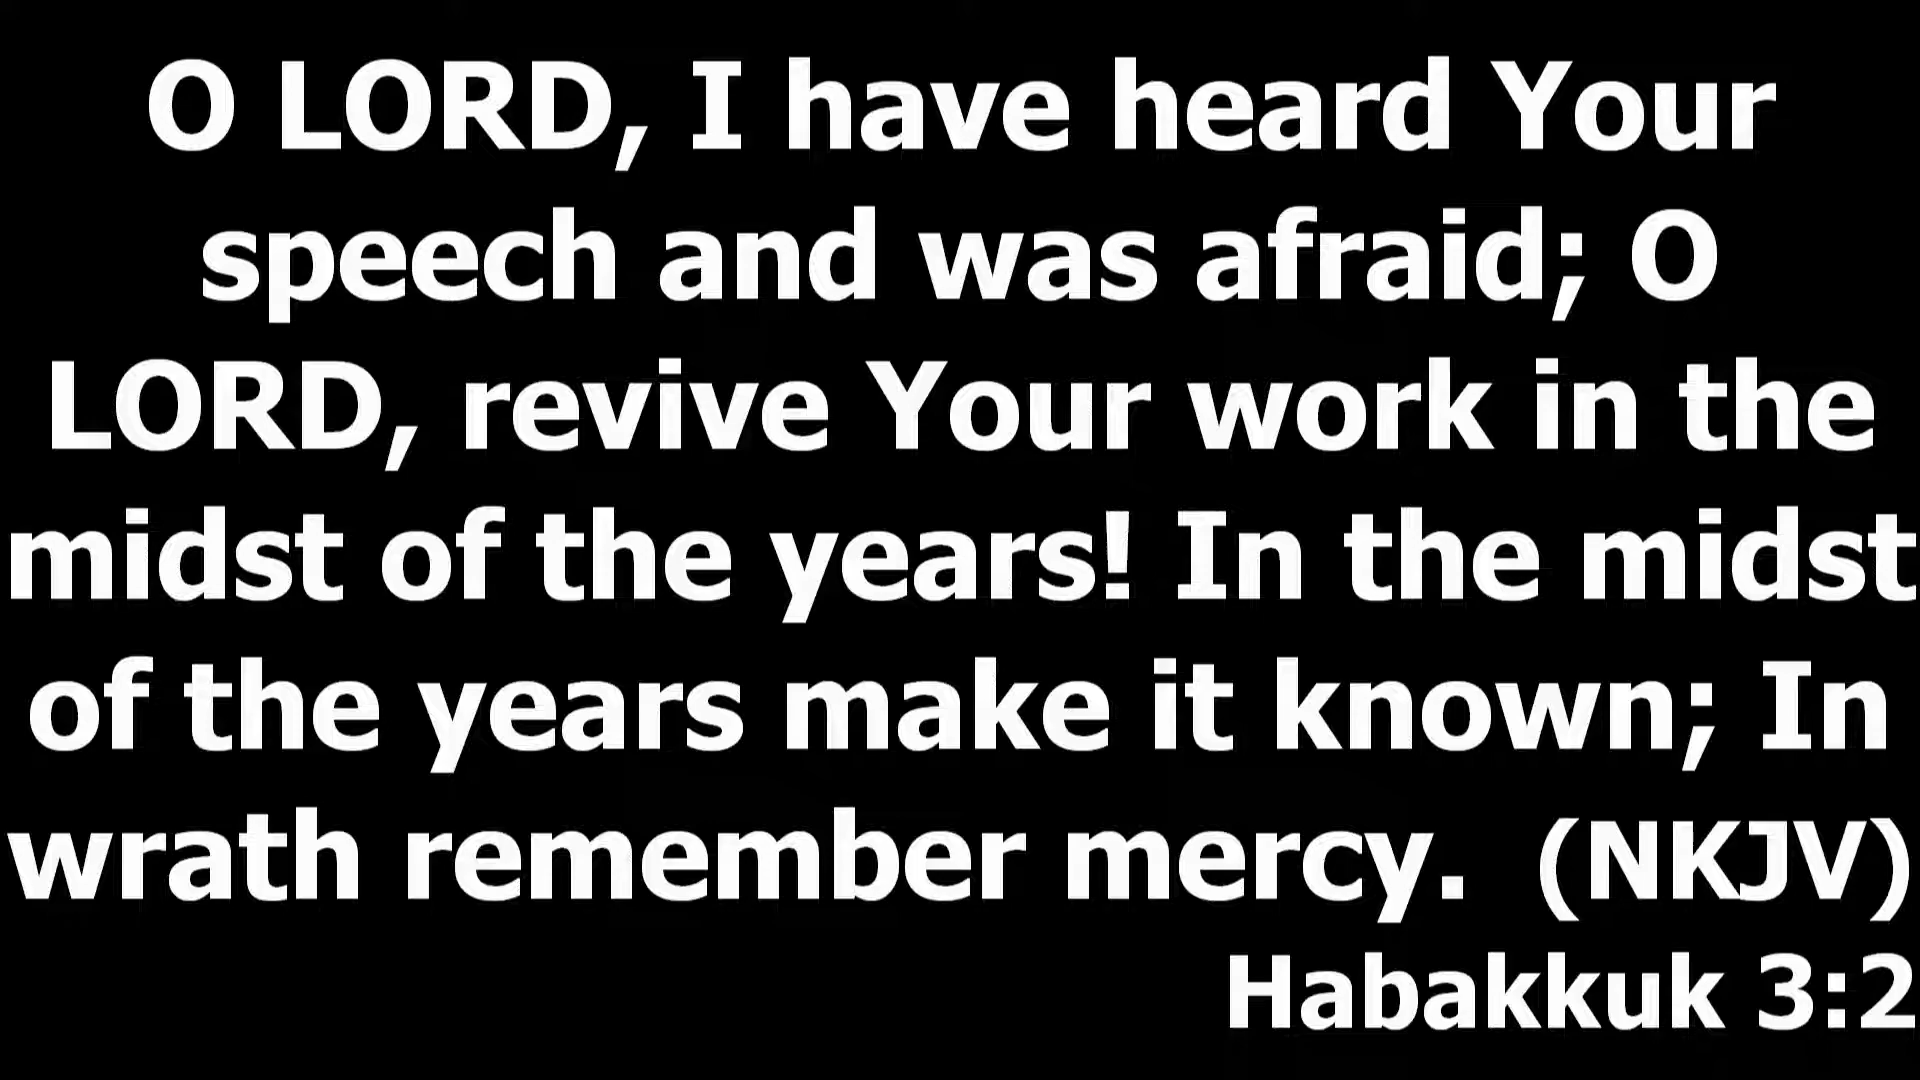 O LORD, I have heard Your
speech and was afraid; O
LORD, revive Your work in the
midst of the years! In the midst
of the years make it known; In
wrath remember mercy.  (NKJV)
Habakkuk 3:2